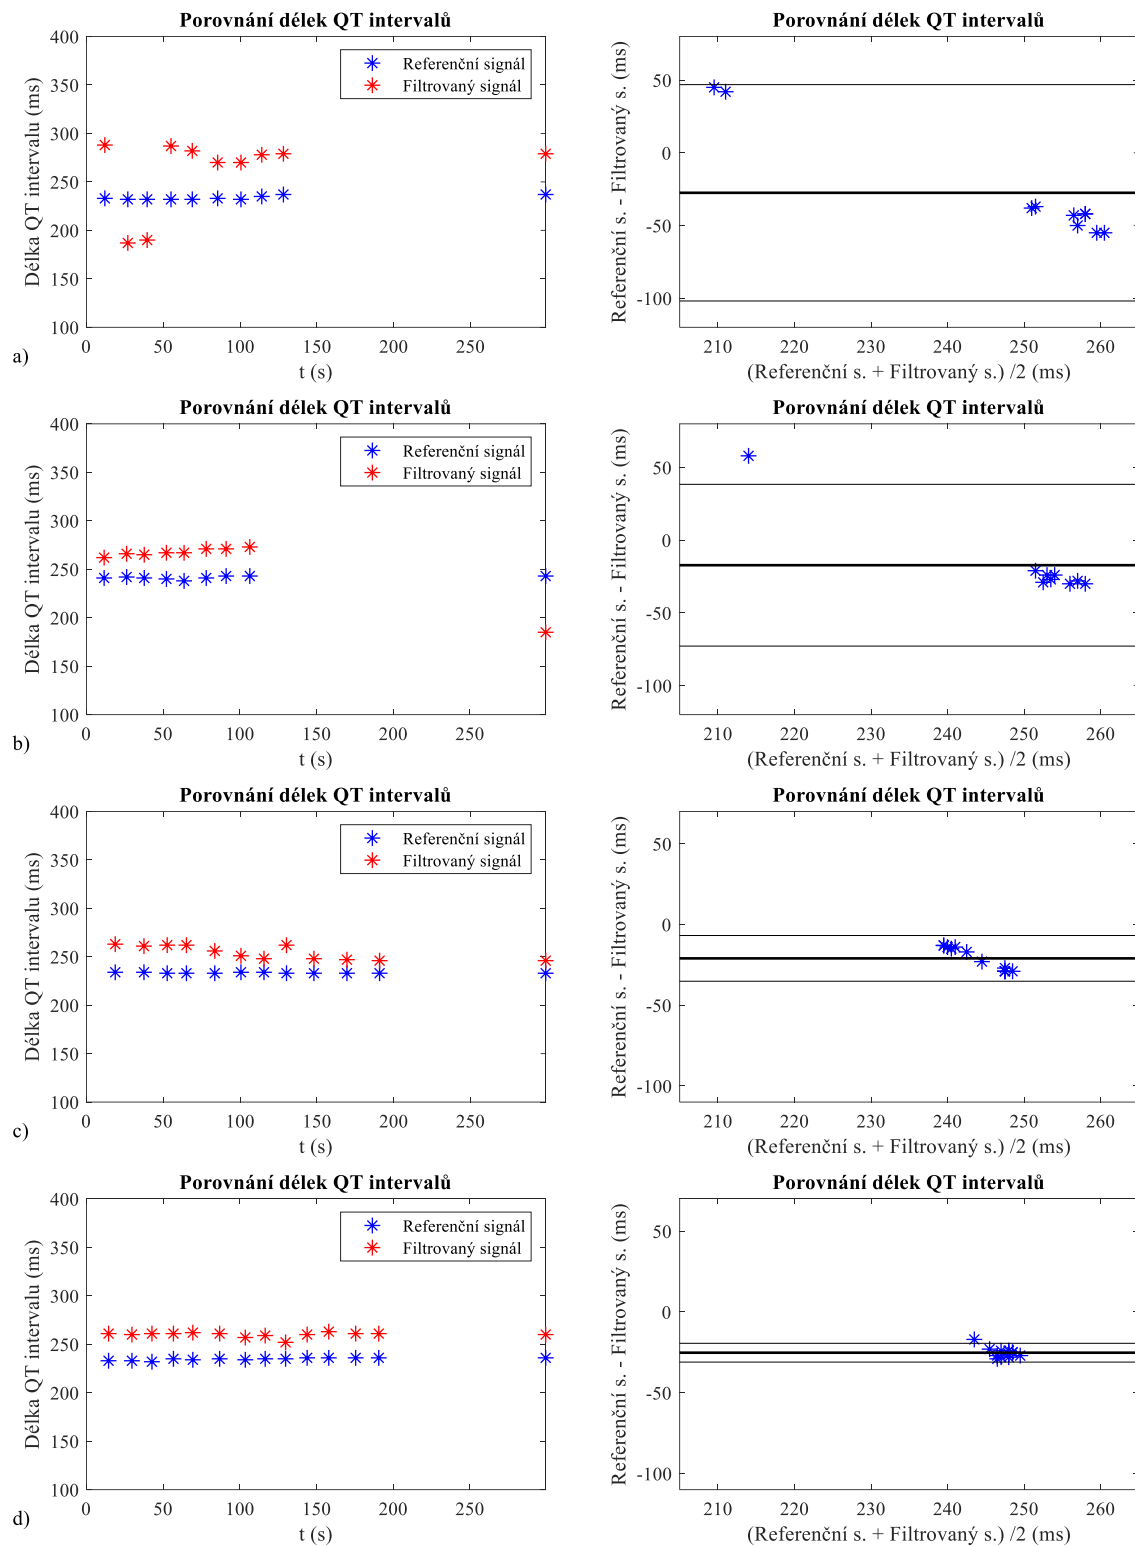 Porovnání délek QT intervalů
Délka QT intervalu (ms)
400
350
300
250
200
150
100
Referenční signál
Filtrovaný signál
0 50 100 150 200 250
t (s)
a)
Porovnání délek QT intervalů
Referenční s. - Filtrovaný s. (ms)
50
0
-50
-100
210 220 230 240 250 260
(Referenční s. + Filtrovaný s.) /2 (ms)
Porovnání délek QT intervalů
Délka QT intervalu (ms)
400
350
300
250
200
150
100
Referenční signál
Filtrovaný signál
0 50 100 150 200 250
t (s)
b)
Porovnání délek QT intervalů
Referenční s. - Filtrovaný s. (ms)
50
0
-50
-100
210 220 230 240 250 260
(Referenční s. + Filtrovaný s.) /2 (ms)
Porovnání délek QT intervalů
Délka QT intervalu (ms)
400
350
300
250
200
150
100
Referenční signál
Filtrovaný signál
0 50 100 150 200 250
t (s)
c)
Porovnání délek QT intervalů
Referenční s. - Filtrovaný s. (ms)
50
0
-50
-100
210 220 230 240 250 260
(Referenční s. + Filtrovaný s.) /2 (ms)
Porovnání délek QT intervalů
Délka QT intervalu (ms)
400
350
300
250
200
150
100
Referenční signál
Filtrovaný signál
0 50 100 150 200 250
t (s)
d)
Porovnání délek QT intervalů
Referenční s. - Filtrovaný s. (ms)
50
0
-50
-100
210 220 230 240 250 260
(Referenční s. + Filtrovaný s.) /2 (ms)